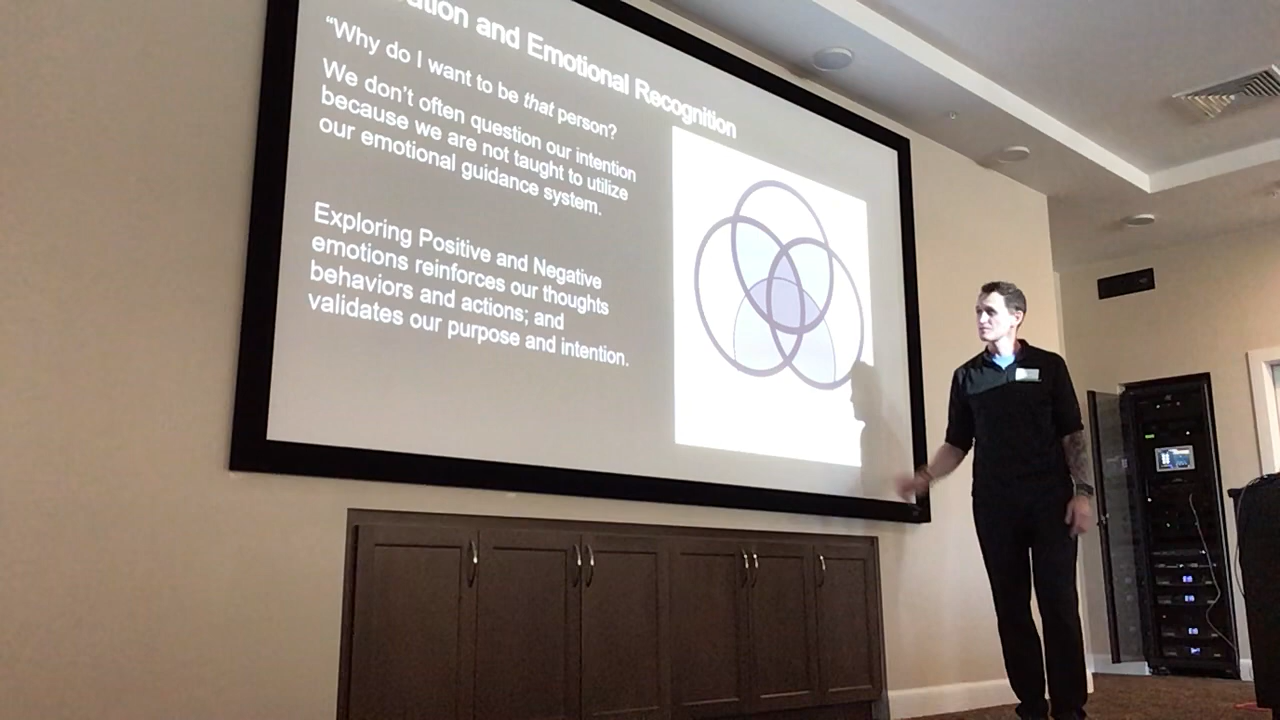 and Emotional Recognition
“Why do I want to be that person?
We don’t often question our intention
because we are not taught to utilize
our emotional guidance system.
Exploring Positive and Negative
emotions reinforces our thoughts
behaviors and actions; and
validates our purpose and intention.